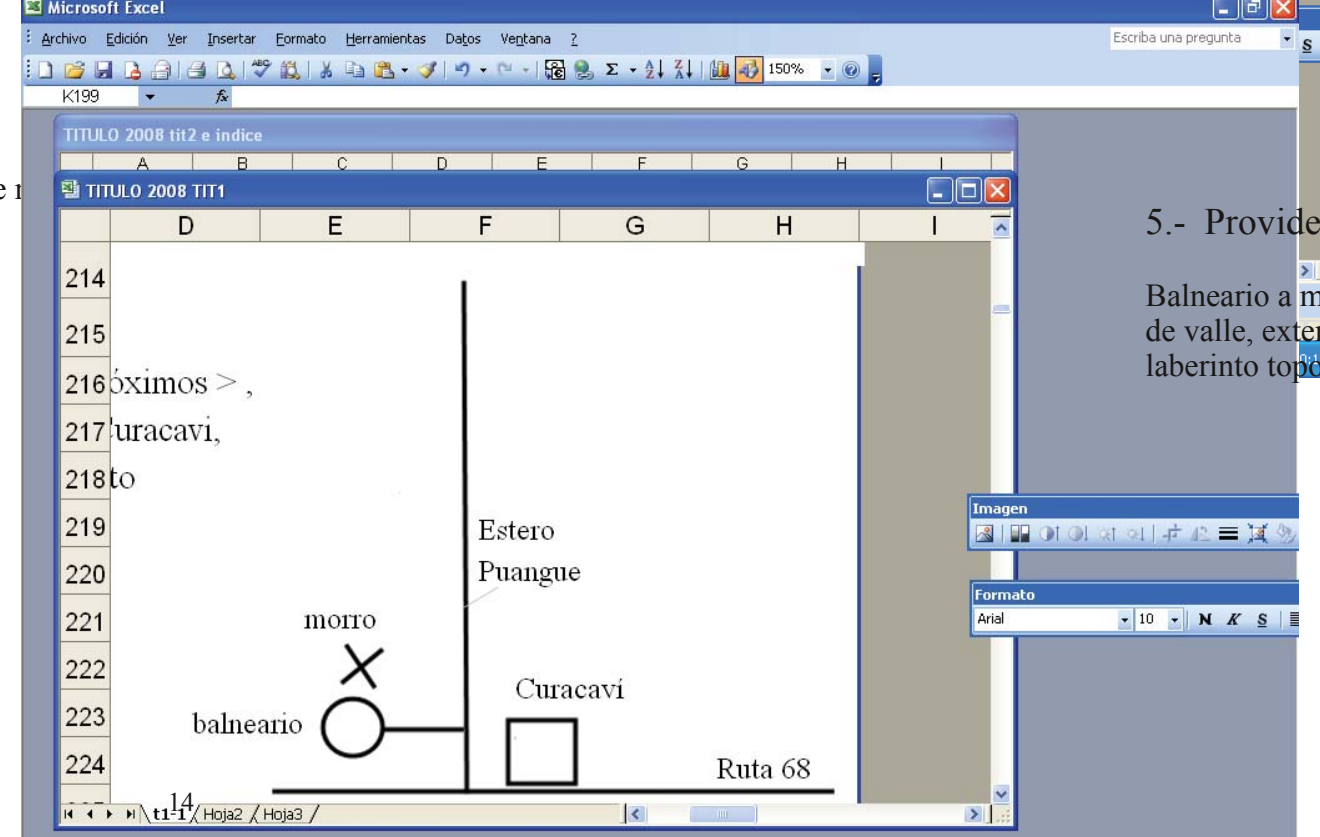 Microsoft Excel
Archivo Edición Ver Insertar Formato Herramientas Datos Ventana ?
Escriba una pregunta
S
150%
K199
fx
TITULO 2008 tit2 e indice
A B C D E F G H I
TITULO 2008 TIT1
D E F G H I
5.- Provide
214
Balneario a m
215
de valle, exter
216 óximos > ,
laberinto topo
217 uracavi,
218 to
219 Estero
Imagen
220 Puangue
Formato
Arial 10 N K S
221 morro
222 Curacaví
223 balneario
224 Ruta 68
14
t1-1 Hoja2 Hoja3